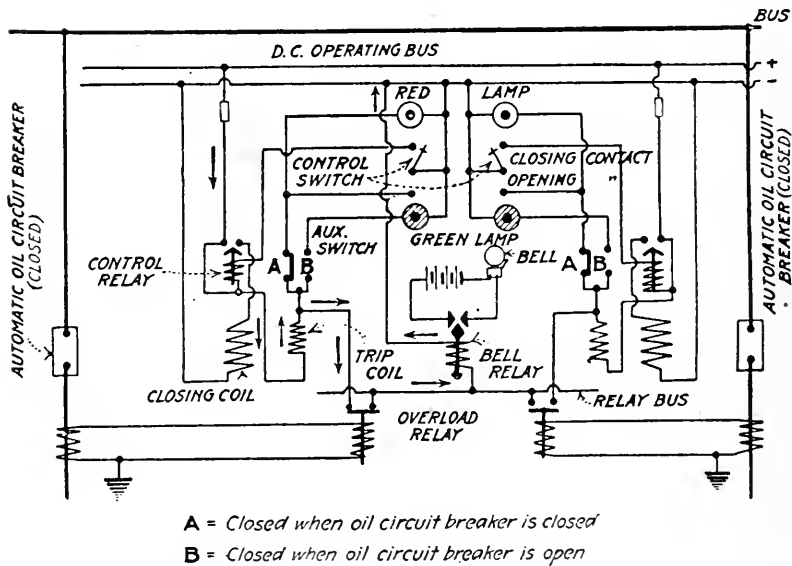 BUS
D.C. OPERATING BUS
+
-
RED
LAMP
CONTROL
SWITCH
CLOSING CONTACT
OPENING "
AUX.
SWITCH
GREEN LAMP
BELL
A B
A B
CONTROL
RELAY
AUTOMATIC OIL CIRCUIT BREAKER
(CLOSED)
AUTOMATIC OIL CIRCUIT
BREAKER (CLOSED)
TRIP
COIL
BELL
RELAY
CLOSING COIL
OVERLOAD
RELAY
RELAY BUS
A = Closed when oil circuit breaker is closed
B = Closed when oil circuit breaker is open